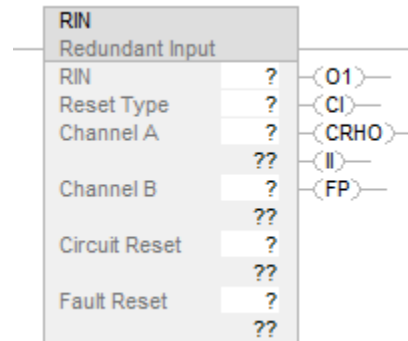 RIN
Redundant Input
RIN ? (O1)
Reset Type ? (CI)
Channel A ? (CRHO)
?? (II)
Channel B ? (FP)
??
Circuit Reset ?
??
Fault Reset ?
??